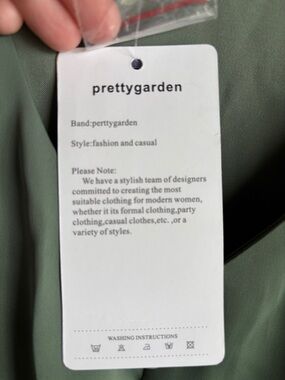 prettygarden
Band:perttygarden
Style:fashion and casual
Please Note:
We have a stylish team of designers
committed to creating the most
suitable clothing for modern women,
whether it its formal clothing,party
clothing,casual clothes,etc. ,or a
variety of styles.
WASHING INSTRUCTIONS